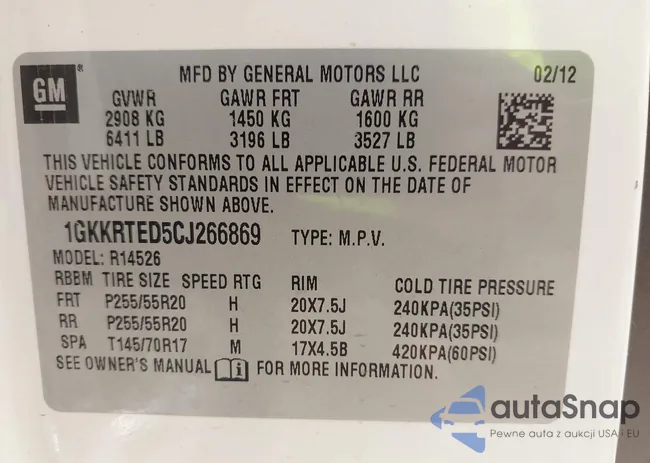 GM
MFD BY GENERAL MOTORS LLC 02/12
GVWR GAWR FRT GAWR RR
2908 KG 1450 KG 1600 KG
6411 LB 3196 LB 3527 LB
THIS VEHICLE CONFORMS TO ALL APPLICABLE U.S. FEDERAL MOTOR
VEHICLE SAFETY STANDARDS IN EFFECT ON THE DATE OF
MANUFACTURE SHOWN ABOVE.
1GKKRTED5CJ266869 TYPE: M.P.V.
MODEL: R14526
RBBM TIRE SIZE SPEED RTG RIM COLD TIRE PRESSURE
FRT P255/55R20 H 20X7.5J 240KPA(35PSI)
RR P255/55R20 H 20X7.5J 240KPA(35PSI)
SPA T145/70R17 M 17X4.5B 420KPA(60PSI)
SEE OWNER'S MANUAL FOR MORE INFORMATION.
autaSnap
Pewne auta z aukcji USA i EU